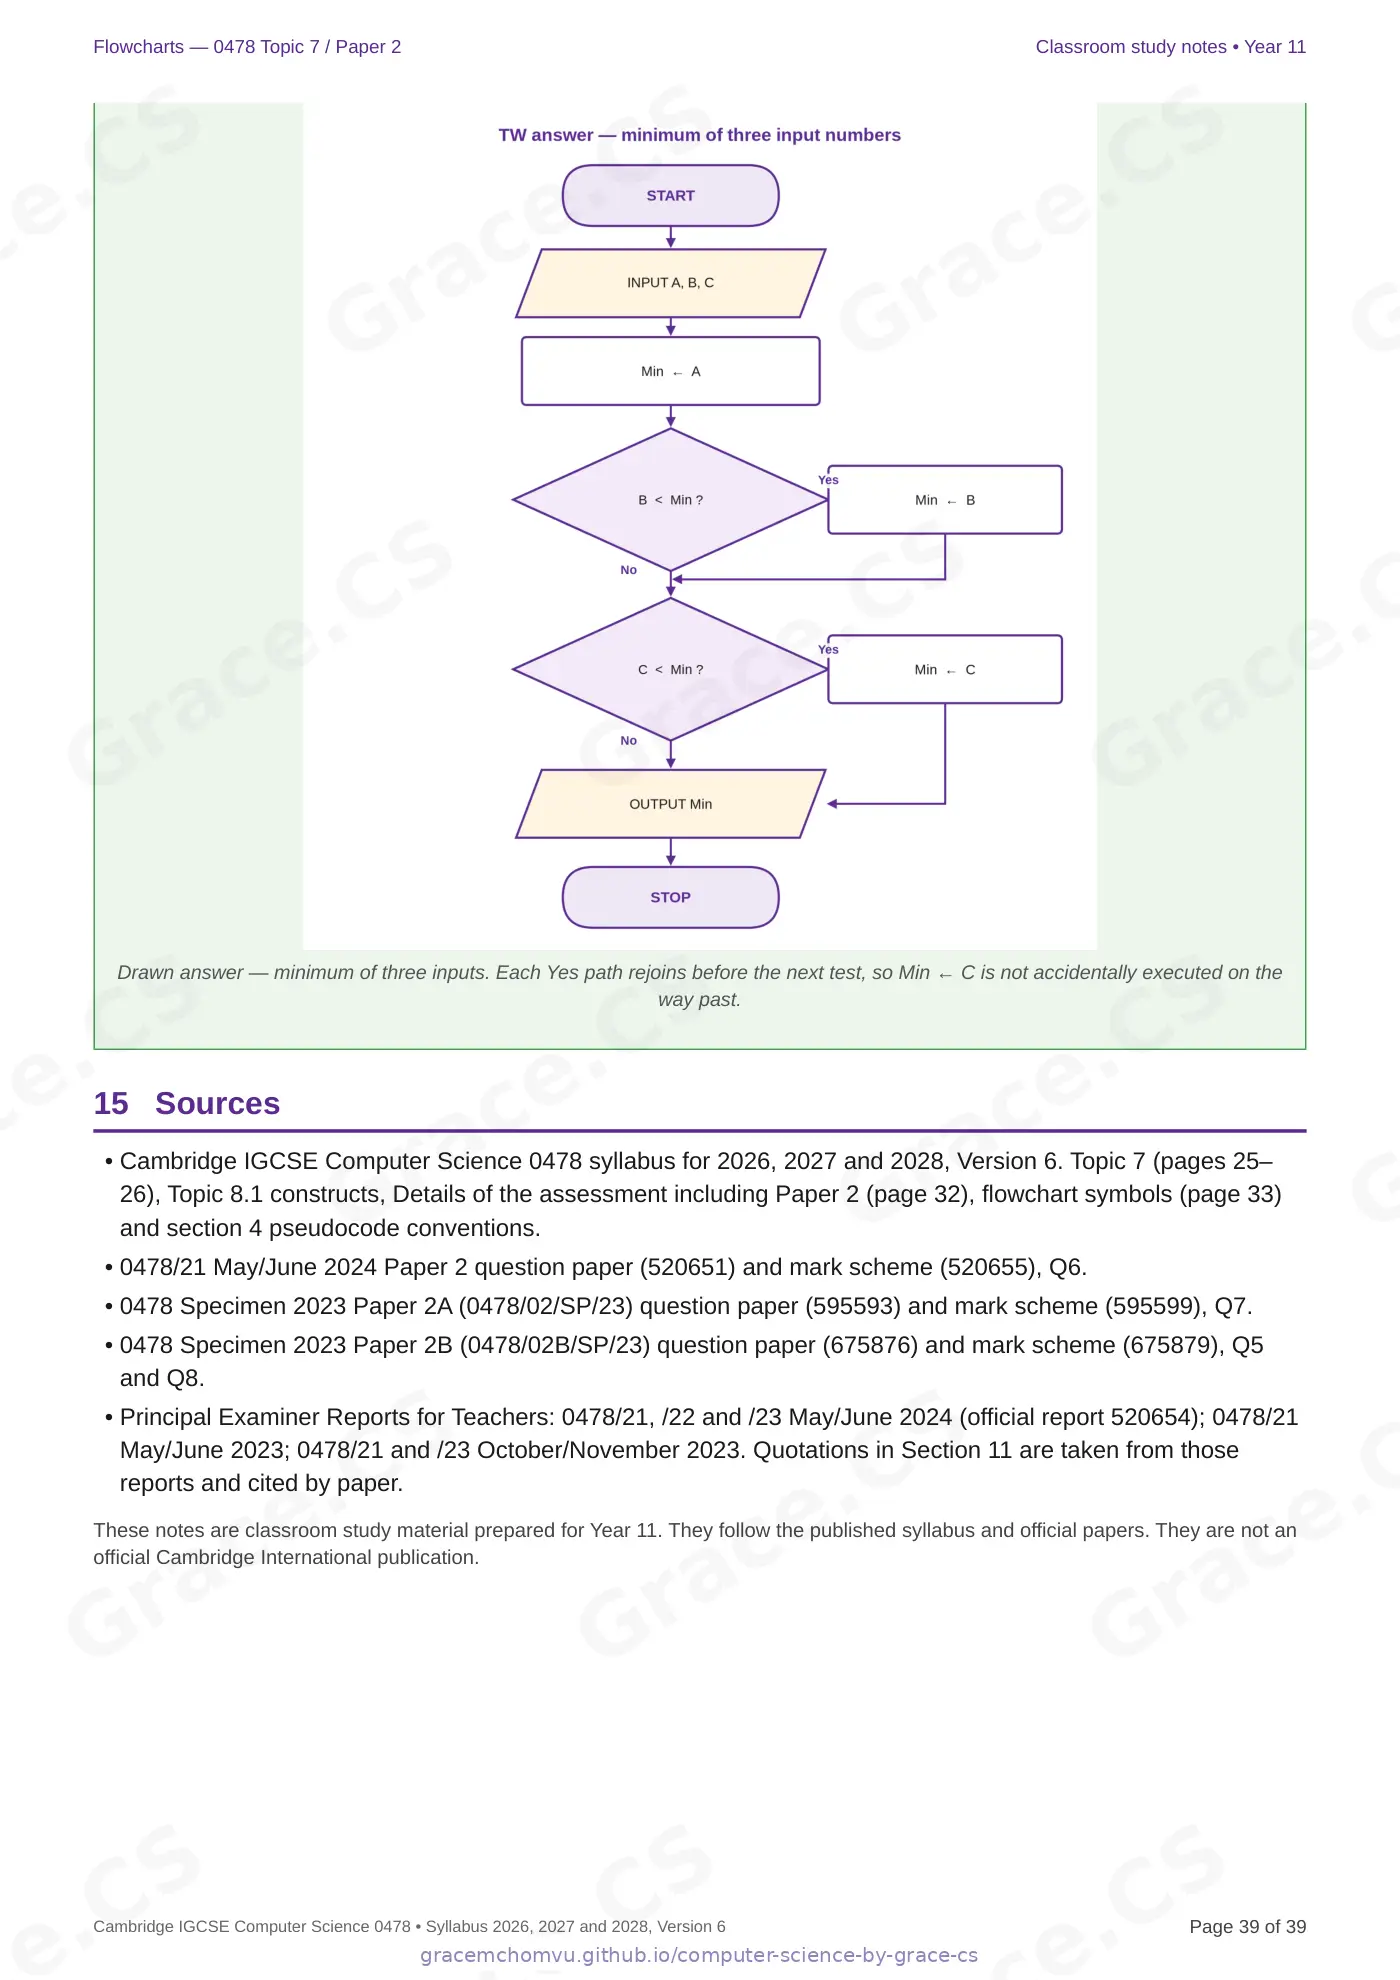 Flowcharts — 0478 Topic 7 / Paper 2
Classroom study notes • Year 11
TW answer — minimum of three input numbers
START
INPUT A, B, C
Min ← A
B < Min ?
Yes
Min ← B
No
C < Min ?
Yes
Min ← C
No
OUTPUT Min
STOP
Drawn answer — minimum of three inputs. Each Yes path rejoins before the next test, so Min ← C is not accidentally executed on the
way past.
15 Sources
• Cambridge IGCSE Computer Science 0478 syllabus for 2026, 2027 and 2028, Version 6. Topic 7 (pages 25–
26), Topic 8.1 constructs, Details of the assessment including Paper 2 (page 32), flowchart symbols (page 33)
and section 4 pseudocode conventions.
• 0478/21 May/June 2024 Paper 2 question paper (520651) and mark scheme (520655), Q6.
• 0478 Specimen 2023 Paper 2A (0478/02/SP/23) question paper (595593) and mark scheme (595599), Q7.
• 0478 Specimen 2023 Paper 2B (0478/02B/SP/23) question paper (675876) and mark scheme (675879), Q5
and Q8.
• Principal Examiner Reports for Teachers: 0478/21, /22 and /23 May/June 2024 (official report 520654); 0478/21
May/June 2023; 0478/21 and /23 October/November 2023. Quotations in Section 11 are taken from those
reports and cited by paper.
These notes are classroom study material prepared for Year 11. They follow the published syllabus and official papers. They are not an
official Cambridge International publication.
Cambridge IGCSE Computer Science 0478 • Syllabus 2026, 2027 and 2028, Version 6
Page 39 of 39
gracemchomvu.github.io/computer-science-by-grace-cs
Grace.CS